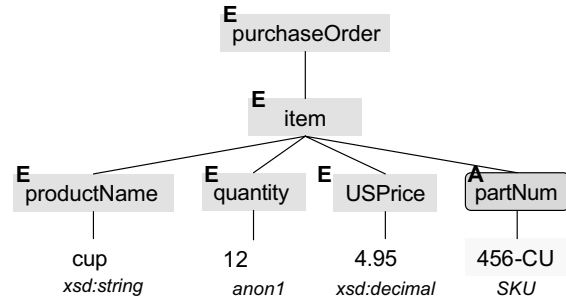 E
purchaseOrder
E
item
E E E A
productName quantity USPrice partNum
cup 12 4.95 456-CU
xsd:string anon1 xsd:decimal SKU